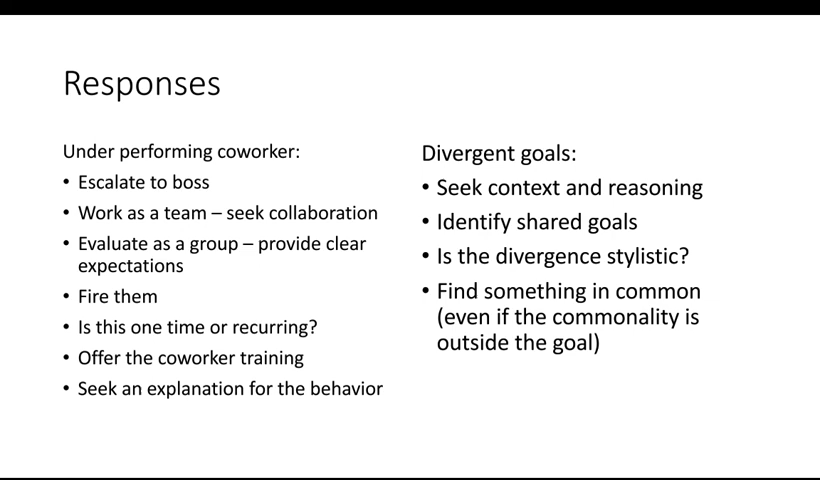 Responses
Under performing coworker:
• Escalate to boss
• Work as a team – seek collaboration
• Evaluate as a group – provide clear
expectations
• Fire them
• Is this one time or recurring?
• Offer the coworker training
• Seek an explanation for the behavior
Divergent goals:
• Seek context and reasoning
• Identify shared goals
• Is the divergence stylistic?
• Find something in common
(even if the commonality is
outside the goal)